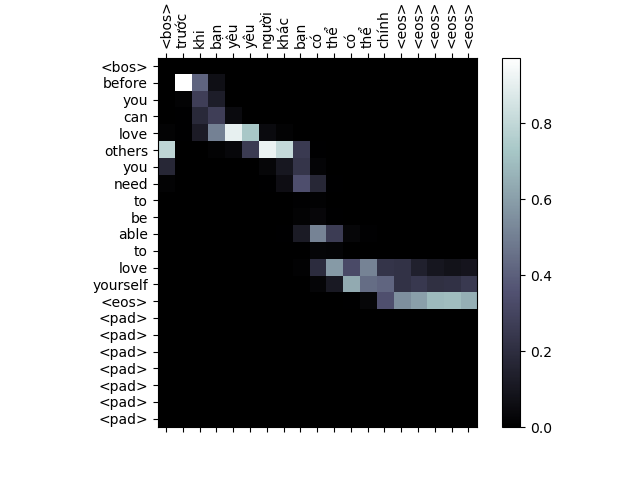 <bos>
trước
khi
bạn
yêu
yêu
người
khác
bạn
có
thể
có
thể
chính
<eos>
<eos>
<eos>
<eos>
<eos>
<bos>
before
you
can
love
others
you
need
to
be
able
to
love
yourself
<eos>
<pad>
<pad>
<pad>
<pad>
<pad>
<pad>
<pad>
0.8
0.6
0.4
0.2
0.0